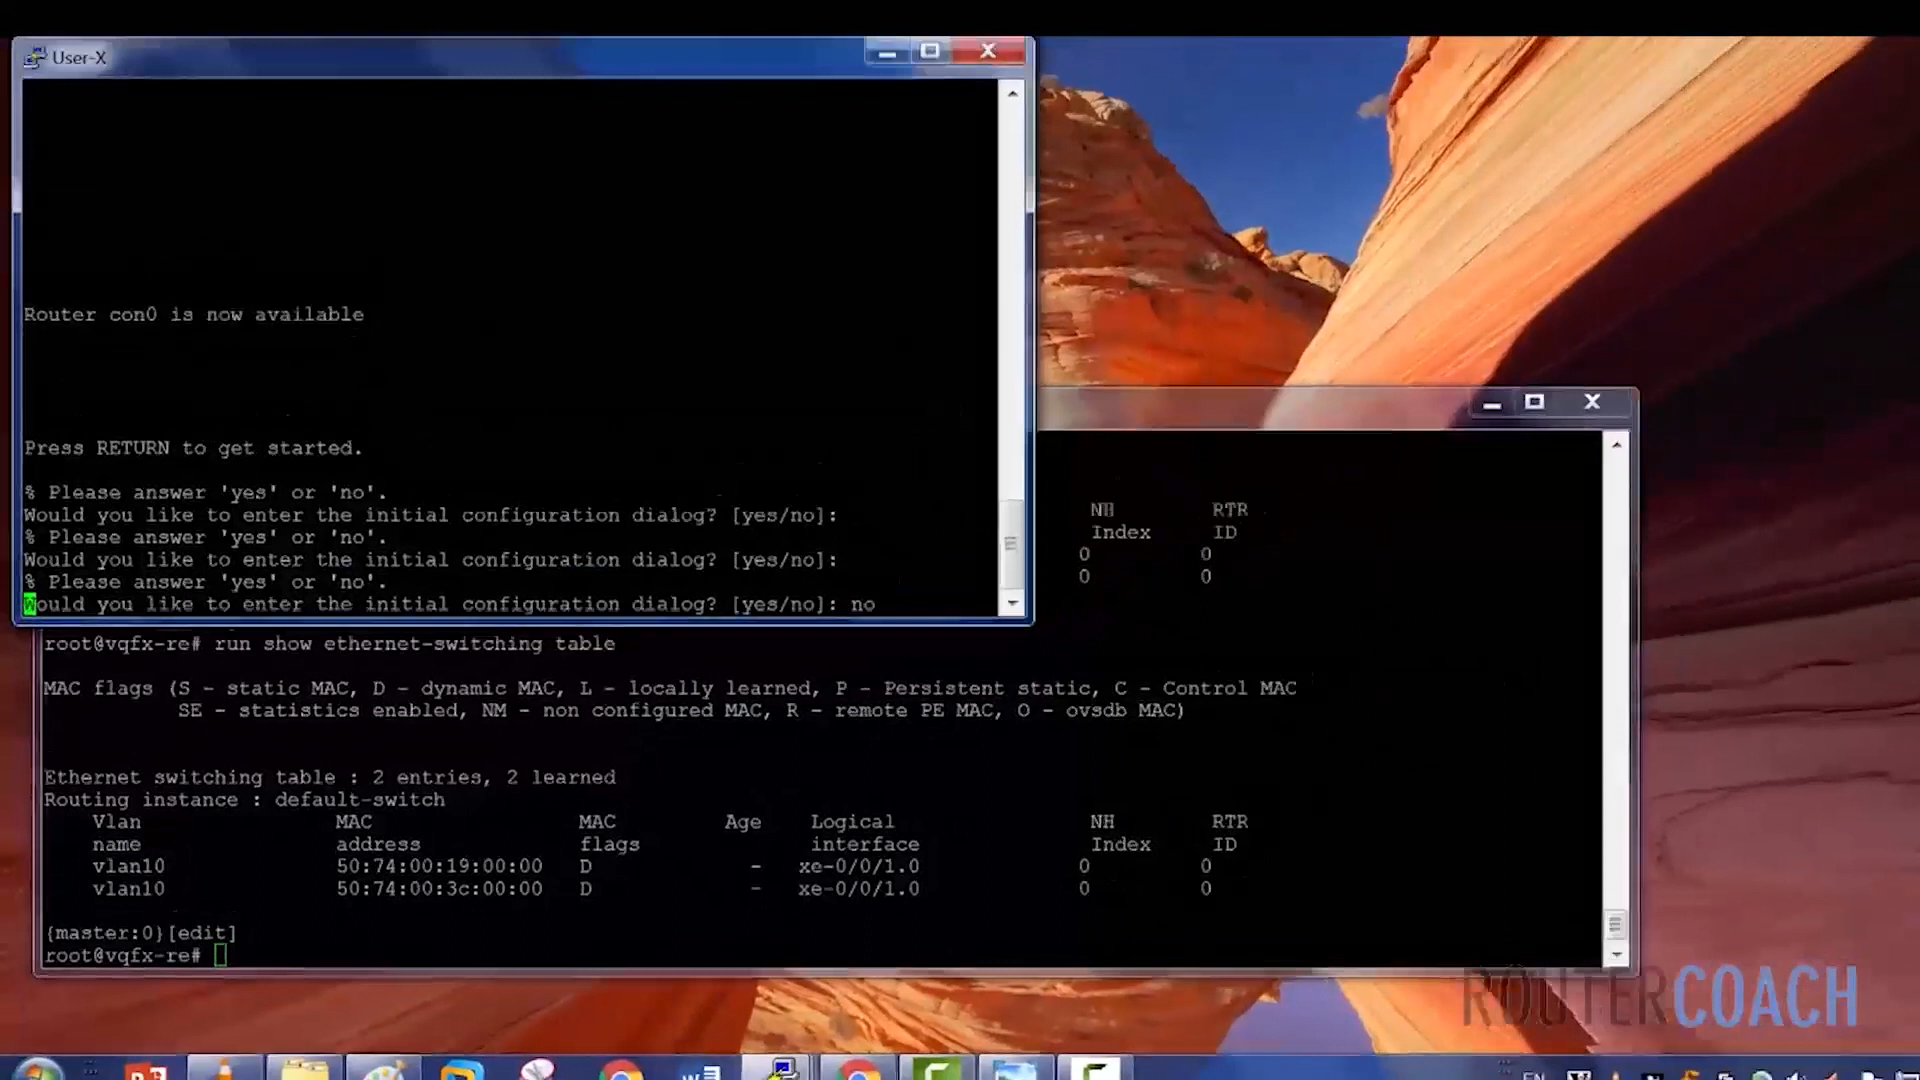 User-X
Router con0 is now available
Press RETURN to get started.
% Please answer 'yes' or 'no'.
Would you like to enter the initial configuration dialog? [yes/no]:
% Please answer 'yes' or 'no'.
Would you like to enter the initial configuration dialog? [yes/no]:
% Please answer 'yes' or 'no'.
Would you like to enter the initial configuration dialog? [yes/no]: no
NH RTR
Index ID
0 0
0 0
root@vqfx-re# run show ethernet-switching table
MAC flags (S - static MAC, D - dynamic MAC, L - locally learned, P - Persistent static, C - Control MAC
SE - statistics enabled, NM - non configured MAC, R - remote PE MAC, O - ovsdb MAC)
Ethernet switching table : 2 entries, 2 learned
Routing instance : default-switch
Vlan MAC MAC Age Logical NH RTR
name address flags interface Index ID
vlan10 50:74:00:19:00:00 D - xe-0/0/1.0 0 0
vlan10 50:74:00:3c:00:00 D - xe-0/0/1.0 0 0
{master:0}[edit]
root@vqfx-re#
ROUTERCOACH